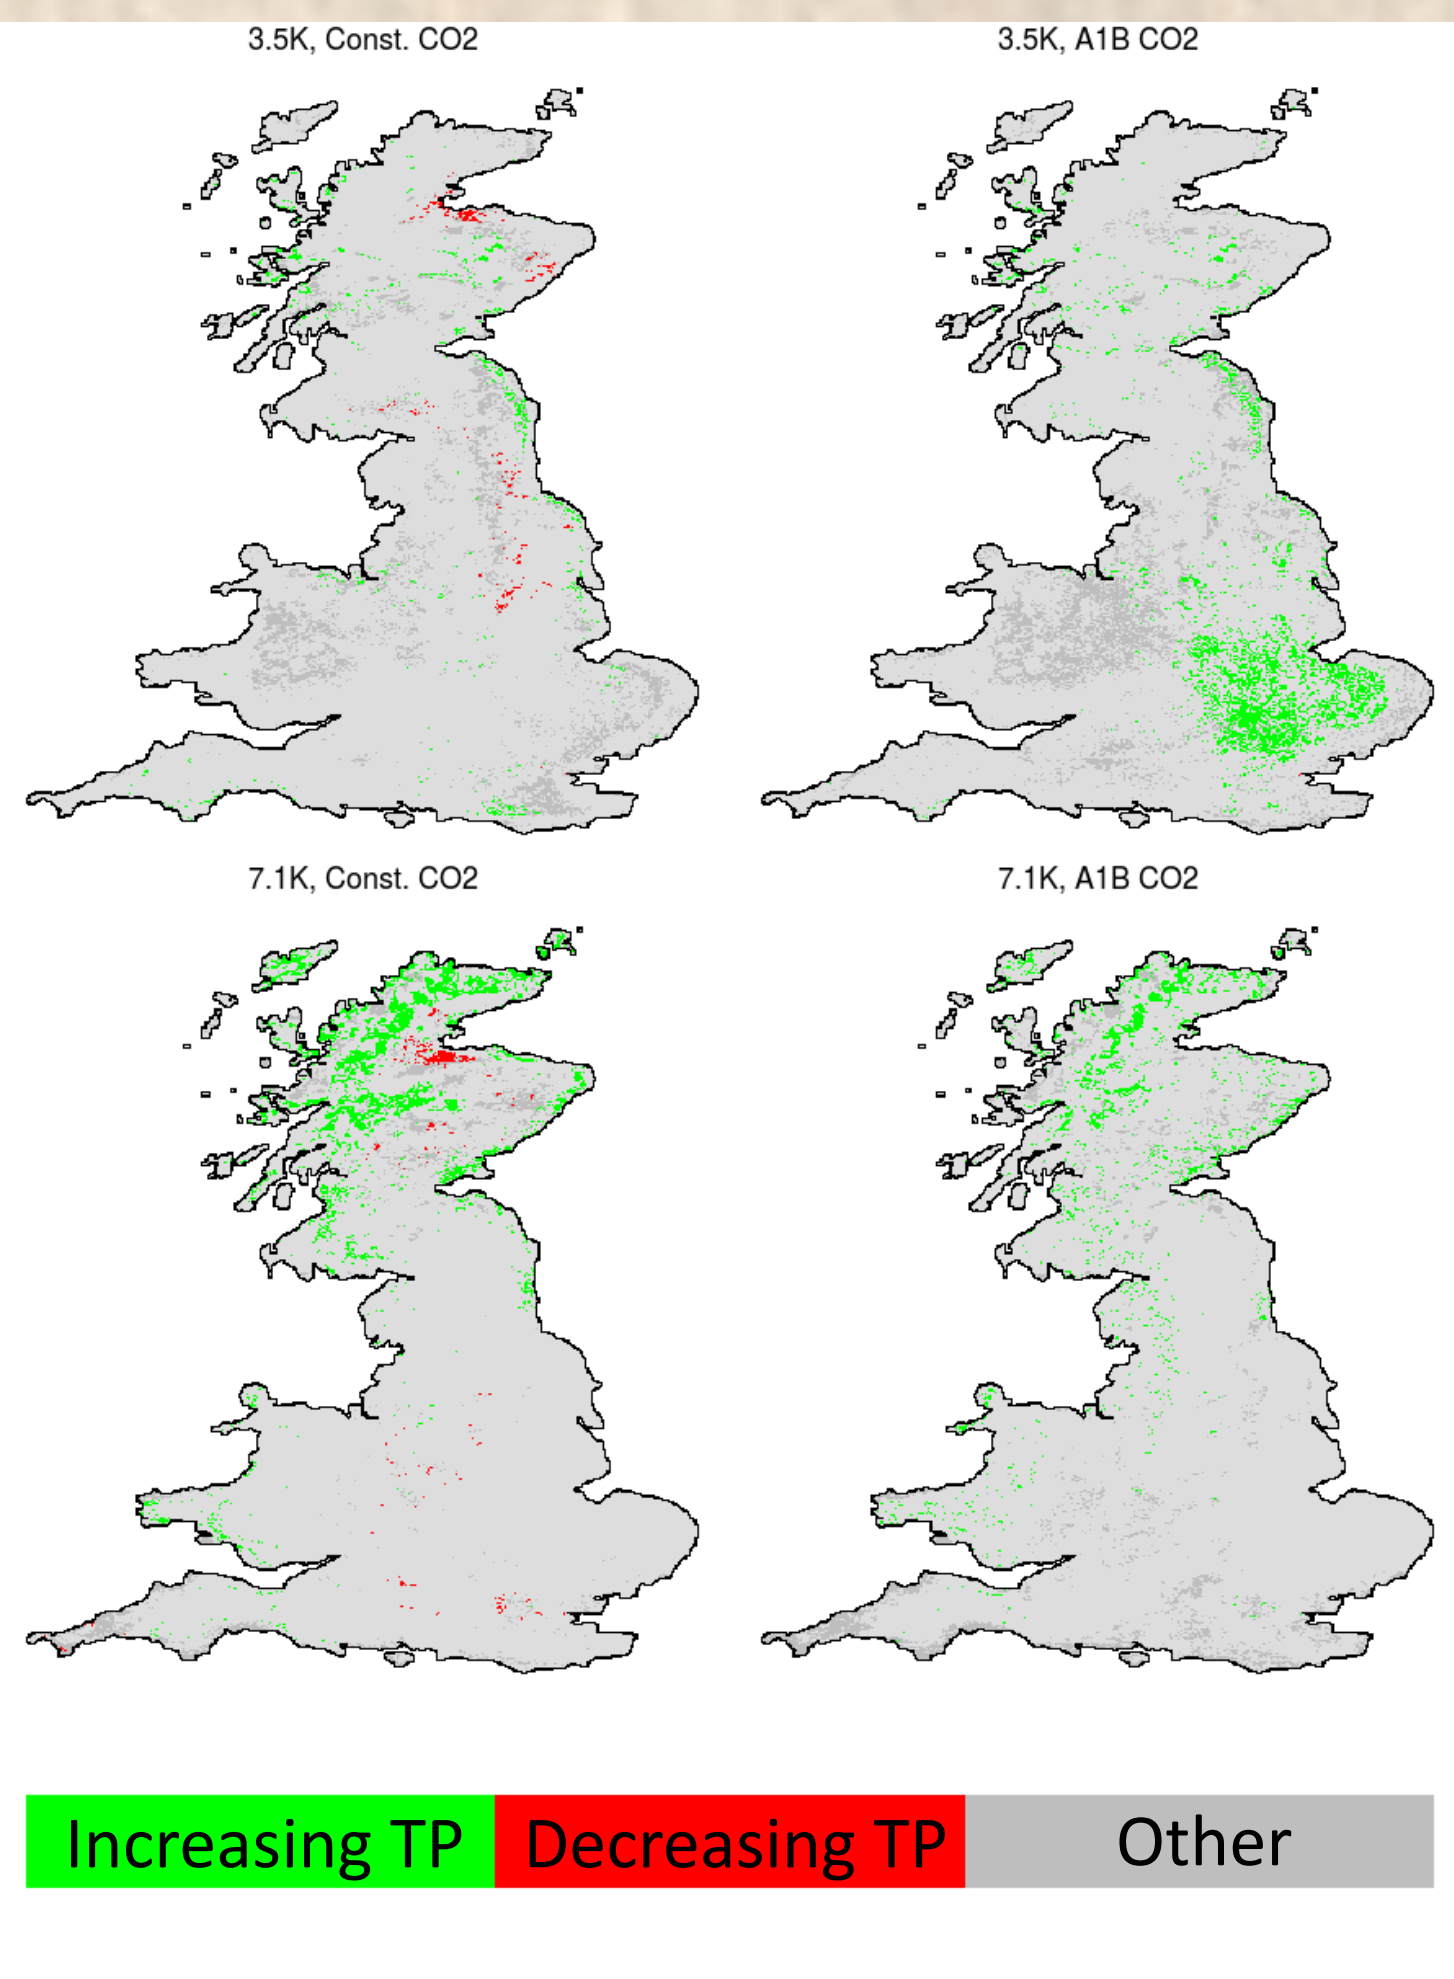 3.5K, Const. CO2
3.5K, A1B CO2
7.1K, Const. CO2
7.1K, A1B CO2
Increasing TP
Decreasing TP
Other